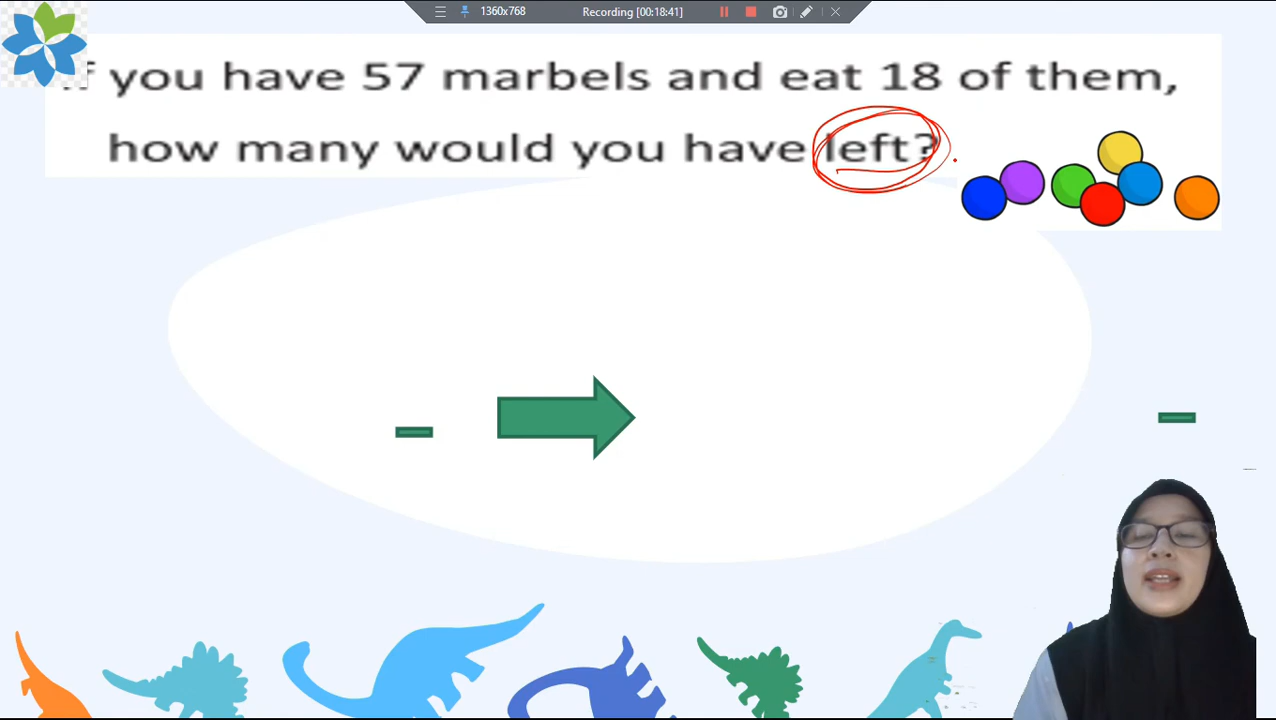 1360x768 Recording [00:18:41]
If you have 57 marbels and eat 18 of them,
how many would you have left?